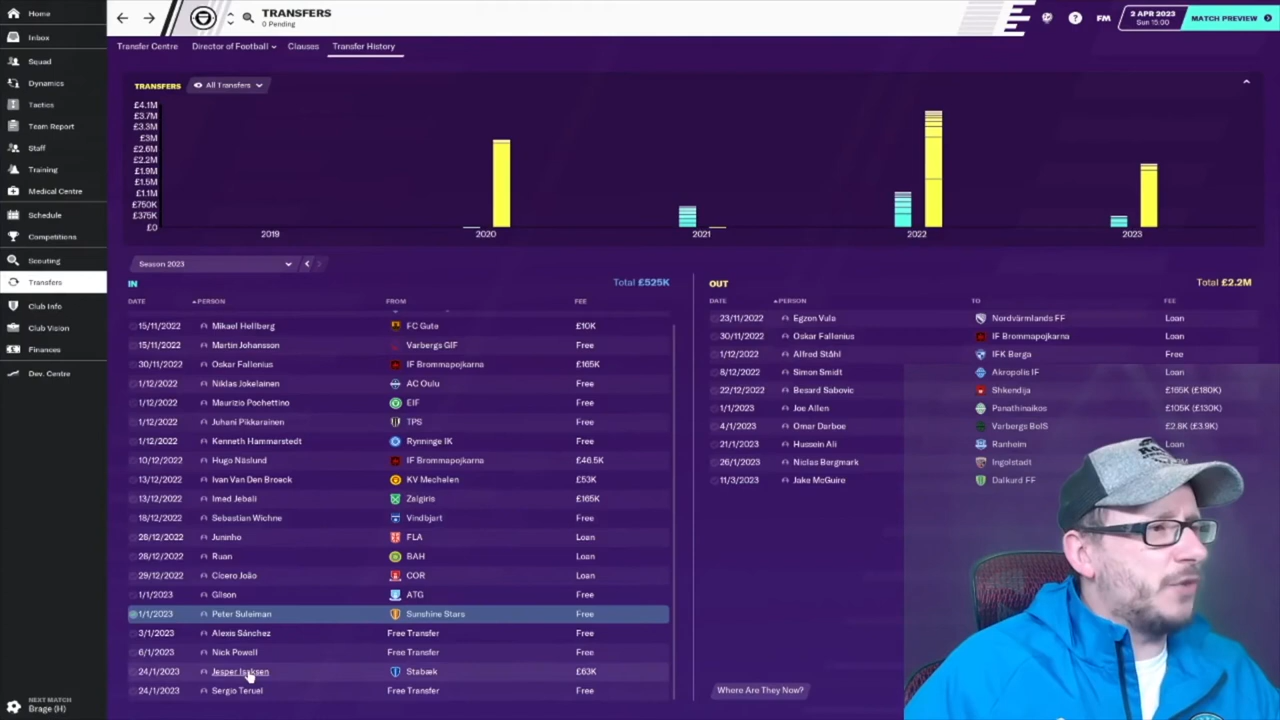 Home
Inbox
Squad
Dynamics
Tactics
Team Report
Staff
Training
Medical Centre
Schedule
Competitions
Scouting
Transfers
Club Info
Club Vision
Finances
Dev. Centre
NEXT MATCH
Brage (H)
TRANSFERS
0 Pending
FM
2 APR 2023
Sun 15:00
MATCH PREVIEW
Transfer Centre
Director of Football
Clauses
Transfer History
TRANSFERS
All Transfers
£4.1M
£3.7M
£3.3M
£3M
£2.6M
£2.2M
£1.9M
£1.5M
£1.1M
£750K
£375K
£0
2019
2020
2021
2022
2023
Season 2023
IN
Total £525K
DATE PERSON FROM FEE
15/11/2022 Mikael Hellberg FC Gute £10K
15/11/2022 Martin Johansson Varbergs GIF Free
30/11/2022 Oskar Fallenius IF Brommapojkarna £165K
1/12/2022 Niklas Jokelainen AC Oulu Free
1/12/2022 Maurizio Pochettino EIF Free
1/12/2022 Juhani Pikkarainen TPS Free
1/12/2022 Kenneth Hammarstedt Rynninge IK Free
10/12/2022 Hugo Näslund IF Brommapojkarna £46.5K
13/12/2022 Ivan Van Den Broeck KV Mechelen £53K
13/12/2022 Imed Jebali Zalgiris £165K
18/12/2022 Sebastian Wichne Vindbjart Free
28/12/2022 Juninho FLA Loan
28/12/2022 Ruan BAH Loan
29/12/2022 Cícero João COR Loan
1/1/2023 Gilson ATG Free
1/1/2023 Peter Suleiman Sunshine Stars Free
3/1/2023 Alexis Sánchez Free Transfer Free
6/1/2023 Nick Powell Free Transfer Free
24/1/2023 Jesper Isaksen Stabæk £63K
24/1/2023 Sergio Teruel Free Transfer Free
OUT
Total £2.2M
DATE PERSON TO FEE
23/11/2022 Egzon Vula Nordvärmlands FF Loan
30/11/2022 Oskar Fallenius IF Brommapojkarna Loan
1/12/2022 Alfred Ståhl IFK Berga Free
8/12/2022 Simon Smidt Akropolis IF Loan
22/12/2022 Besard Sabovic Shkendija £165K (£180K)
1/1/2023 Joe Allen Panathinaikos £105K (£130K)
4/1/2023 Omar Darboe Varbergs BoIS £2.8K (£3.9K)
21/1/2023 Hussein Ali Ranheim Loan
26/1/2023 Niclas Bergmark Ingolstadt
11/3/2023 Jake McGuire Dalkurd FF
Where Are They Now?